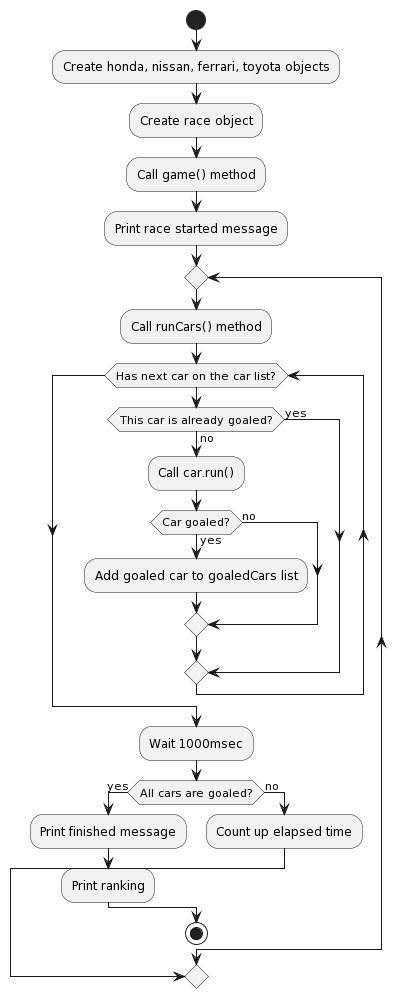 Create honda, nissan, ferrari, toyota objects
Create race object
Call game() method
Print race started message
Call runCars() method
Has next car on the car list?
This car is already goaled?
yes
no
Call car.run()
Car goaled?
no
yes
Add goaled car to goaledCars list
Wait 1000msec
yes
All cars are goaled?
no
Print finished message
Count up elapsed time
Print ranking